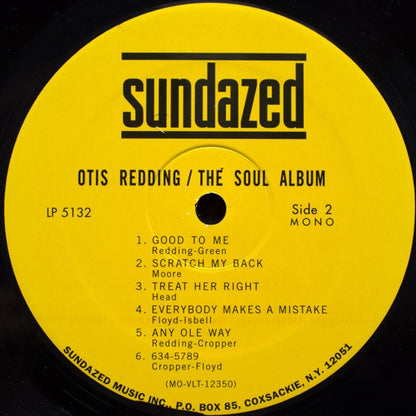 sundazed
OTIS REDDING / THE SOUL ALBUM
LP 5132
Side 2
MONO
1. GOOD TO ME
Redding-Green
2. SCRATCH MY BACK
Moore
3. TREAT HER RIGHT
Head
4. EVERYBODY MAKES A MISTAKE
Floyd-Isbell
5. ANY OLE WAY
Redding-Cropper
6. 634-5789
Cropper-Floyd
(MO-VLT-12350)
SUNDAZED MUSIC INC., P.O. BOX 85, COXSACKIE, N.Y. 12051